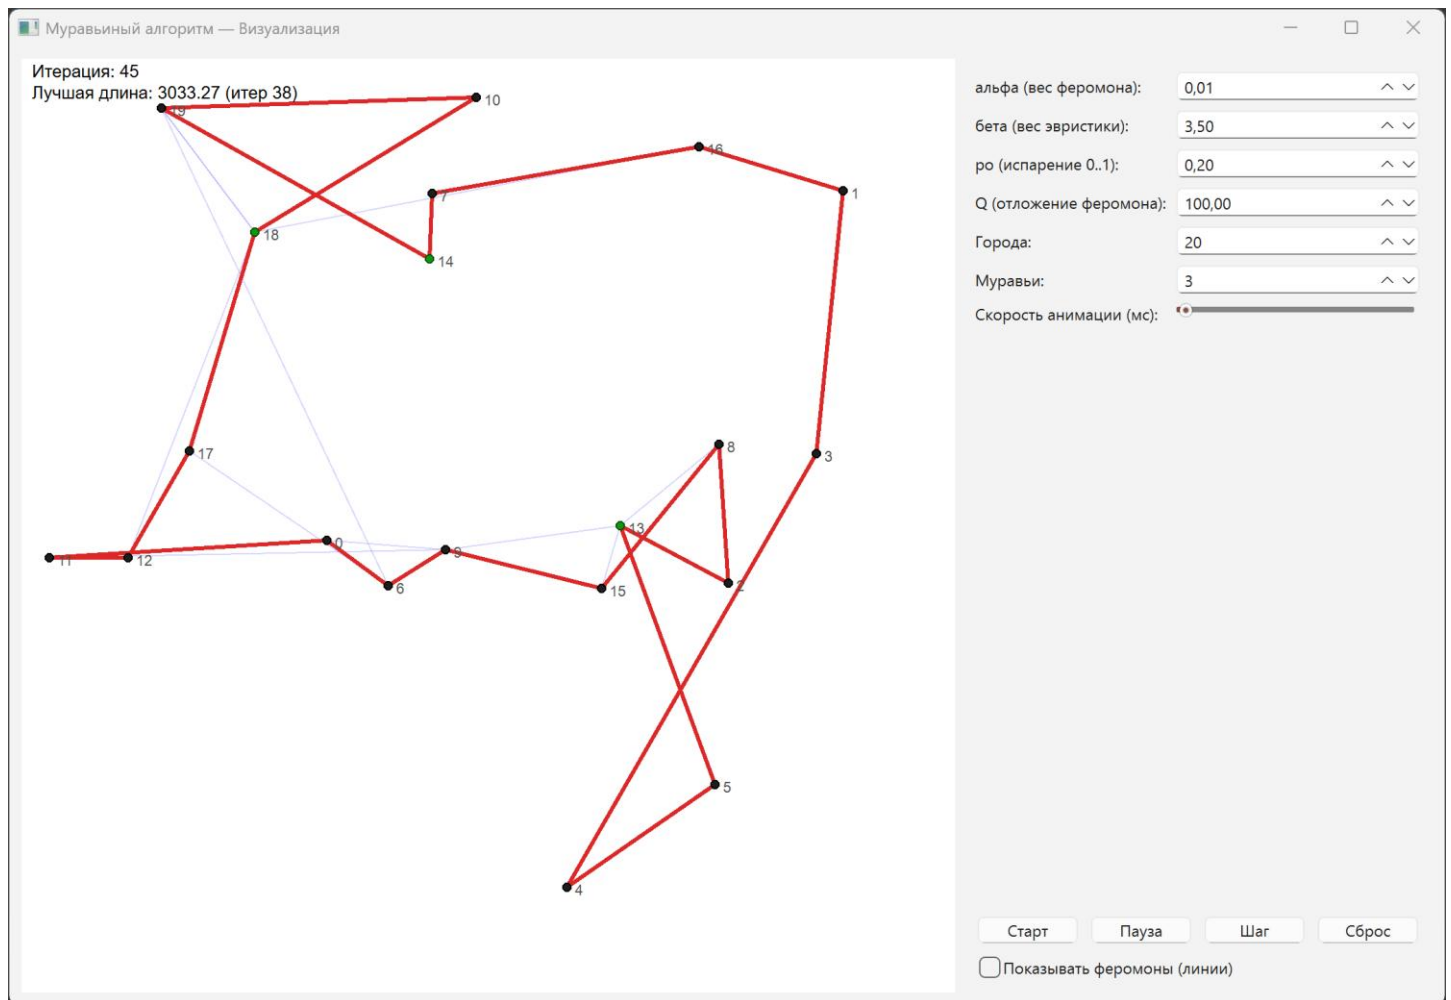 Муравьиный алгоритм — Визуализация
Итерация: 45
Лучшая длина: 3033.27 (итер 38)
19
10
16
1
7
18
14
17
8
3
13
0
9
11
12
6
15
2
5
4
альфа (вес феромона): 0,01
бета (вес эвристики): 3,50
ро (испарение 0..1): 0,20
Q (отложение феромона): 100,00
Города: 20
Муравьи: 3
Скорость анимации (мс):
Старт Пауза Шаг Сброс
Показывать феромоны (линии)